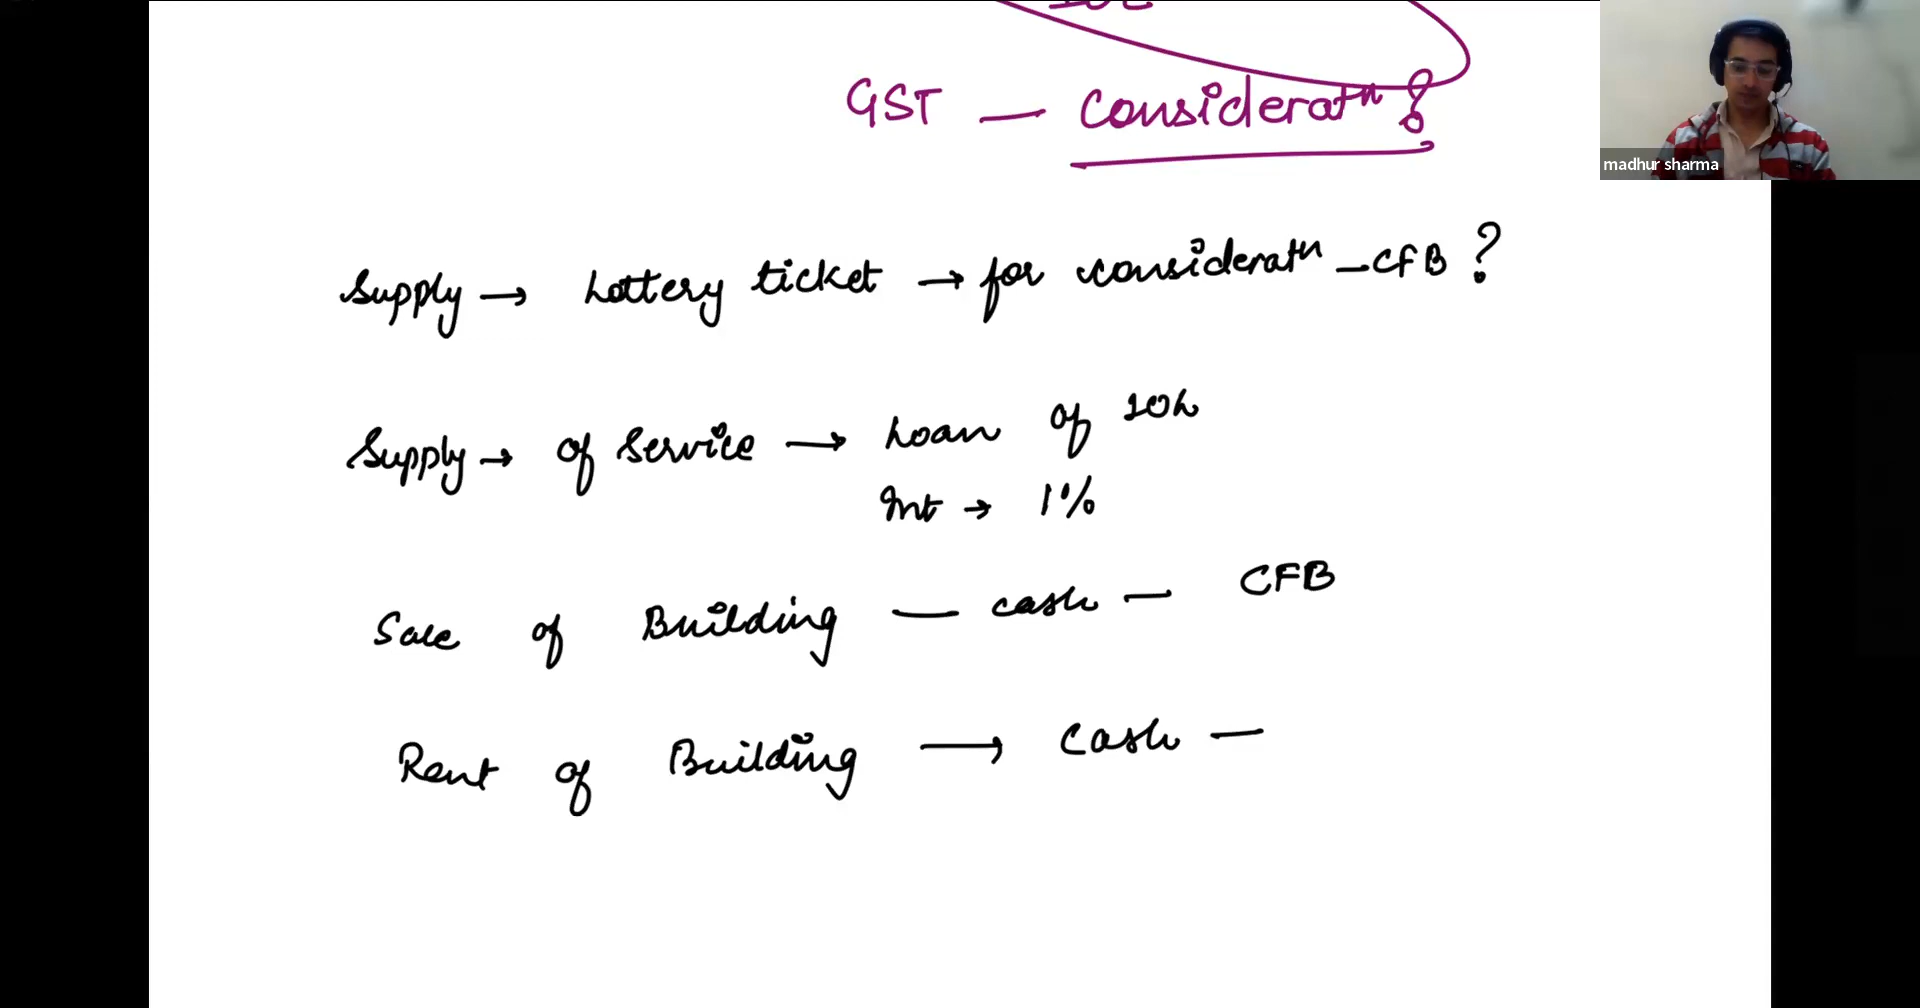 GST — Consideratn ?
madhur sharma
Supply → Lottery ticket → for consideratn – CFB ?
Supply → of Service → Loan of 10L
Int → 1%
Sale of Building — cash — CFB
Rent of Building → Cash —